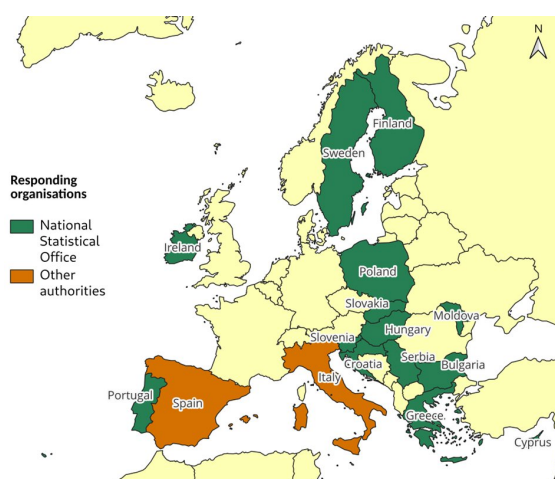 N
Finland
Sweden
Responding
organisations
National
Statistical
Office
Other
authorities
Ireland
Poland
Slovakia
Moldova
Slovenia
Hungary
Croatia
Serbia
Bulgaria
Italy
Portugal
Spain
Greece
Cyprus